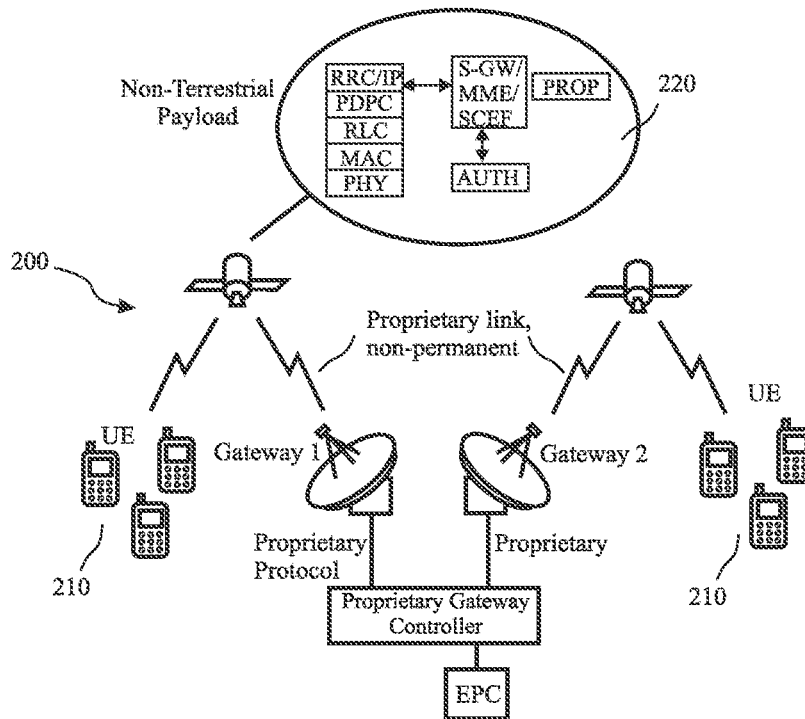 Non-Terrestrial
Payload
RRC/IP
PDPC
RLC
MAC
PHY
S-GW/
MME/
SCEF
PROP
AUTH
220
200
Proprietary link,
non-permanent
UE
Gateway 1
Gateway 2
UE
210
Proprietary
Protocol
Proprietary
210
Proprietary Gateway
Controller
EPC